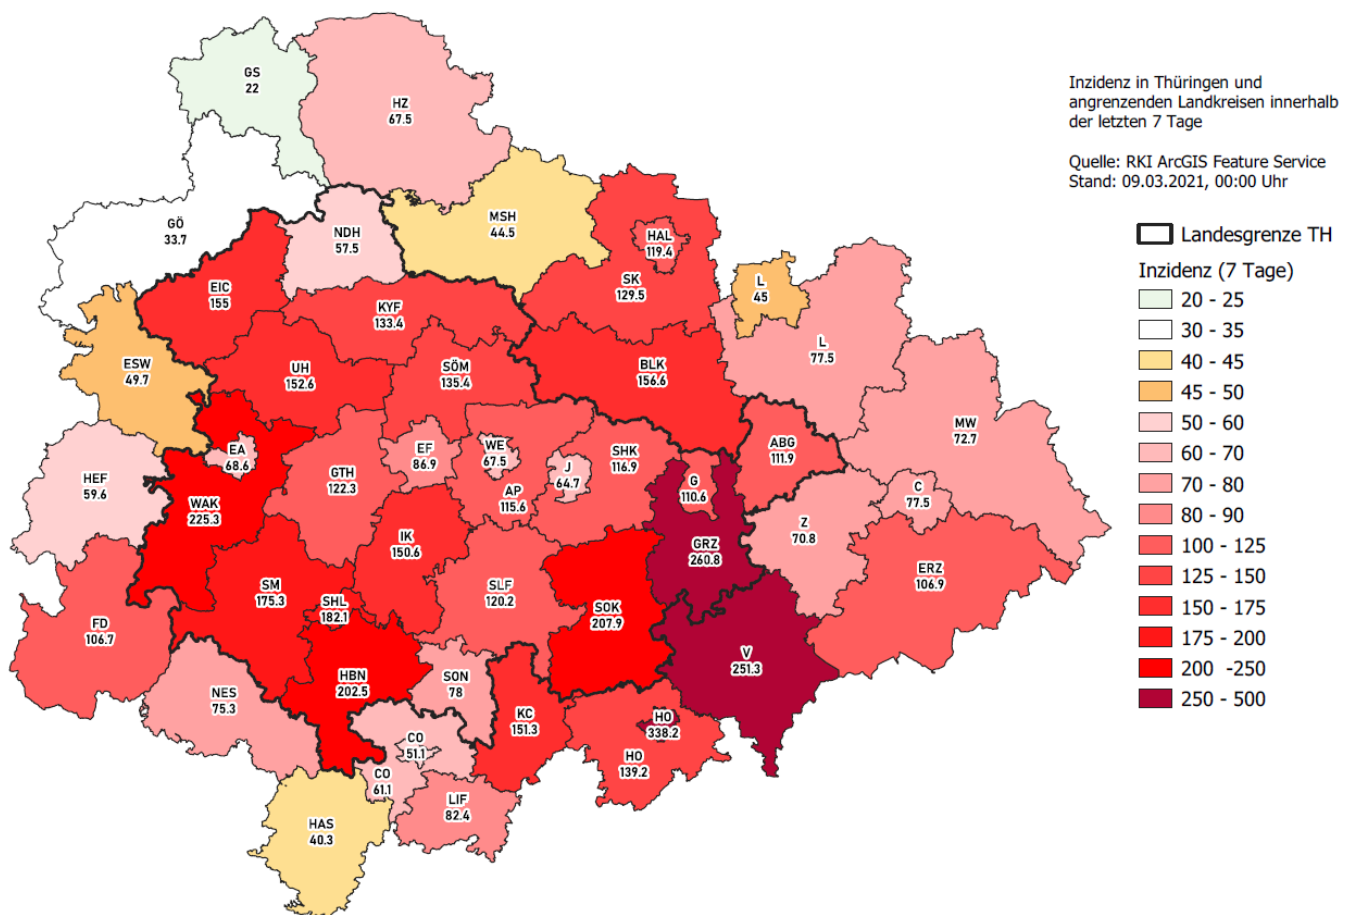 GS
22
HZ
67.5
GÖ
33.7
NDH
57.5
MSH
44.5
HAL
119.4
SK
129.5
L
45
EIC
155
KYF
133.4
L
77.5
ESW
49.7
UH
152.6
SÖM
135.4
BLK
156.6
MW
72.7
EA
68.6
EF
86.9
WE
67.5
SHK
116.9
ABG
111.9
HEF
59.6
GTH
122.3
J
64.7
G
110.6
C
77.5
WAK
225.3
AP
115.6
Z
70.8
IK
150.6
GRZ
260.8
ERZ
106.9
SM
175.3
SHL
182.1
SLF
120.2
SOK
207.9
FD
106.7
V
251.3
NES
75.3
HBN
202.5
SON
78
KC
151.3
HO
338.2
CO
51.1
HO
139.2
CO
61.1
LIF
82.4
HAS
40.3
Inzidenz in Thüringen und
angrenzenden Landkreisen innerhalb
der letzten 7 Tage
Quelle: RKI ArcGIS Feature Service
Stand: 09.03.2021, 00:00 Uhr
Landesgrenze TH
Inzidenz (7 Tage)
20 - 25
30 - 35
40 - 45
45 - 50
50 - 60
60 - 70
70 - 80
80 - 90
100 - 125
125 - 150
150 - 175
175 - 200
200 -250
250 - 500